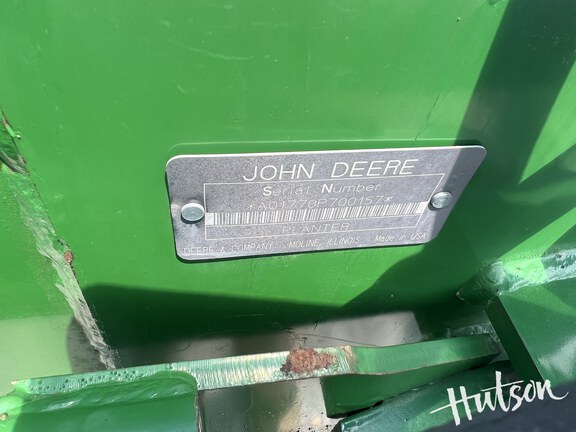 JOHN DEERE
Serial Number
*A01770P700157*
PLANTER
DEERE & COMPANY MOLINE, ILLINOIS Made in USA
Hutson